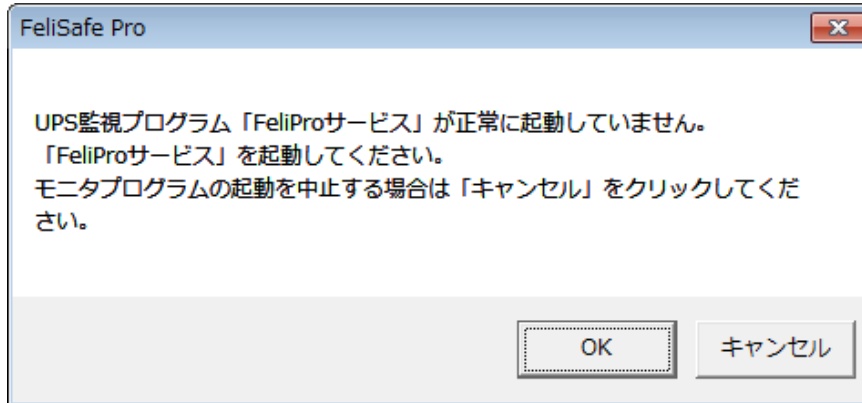 FeliSafe Pro
UPS監視プログラム「FeliProサービス」が正常に起動していません。
「FeliProサービス」を起動してください。
モニタプログラムの起動を中止する場合は「キャンセル」をクリックしてくだ
さい。
OK
キャンセル